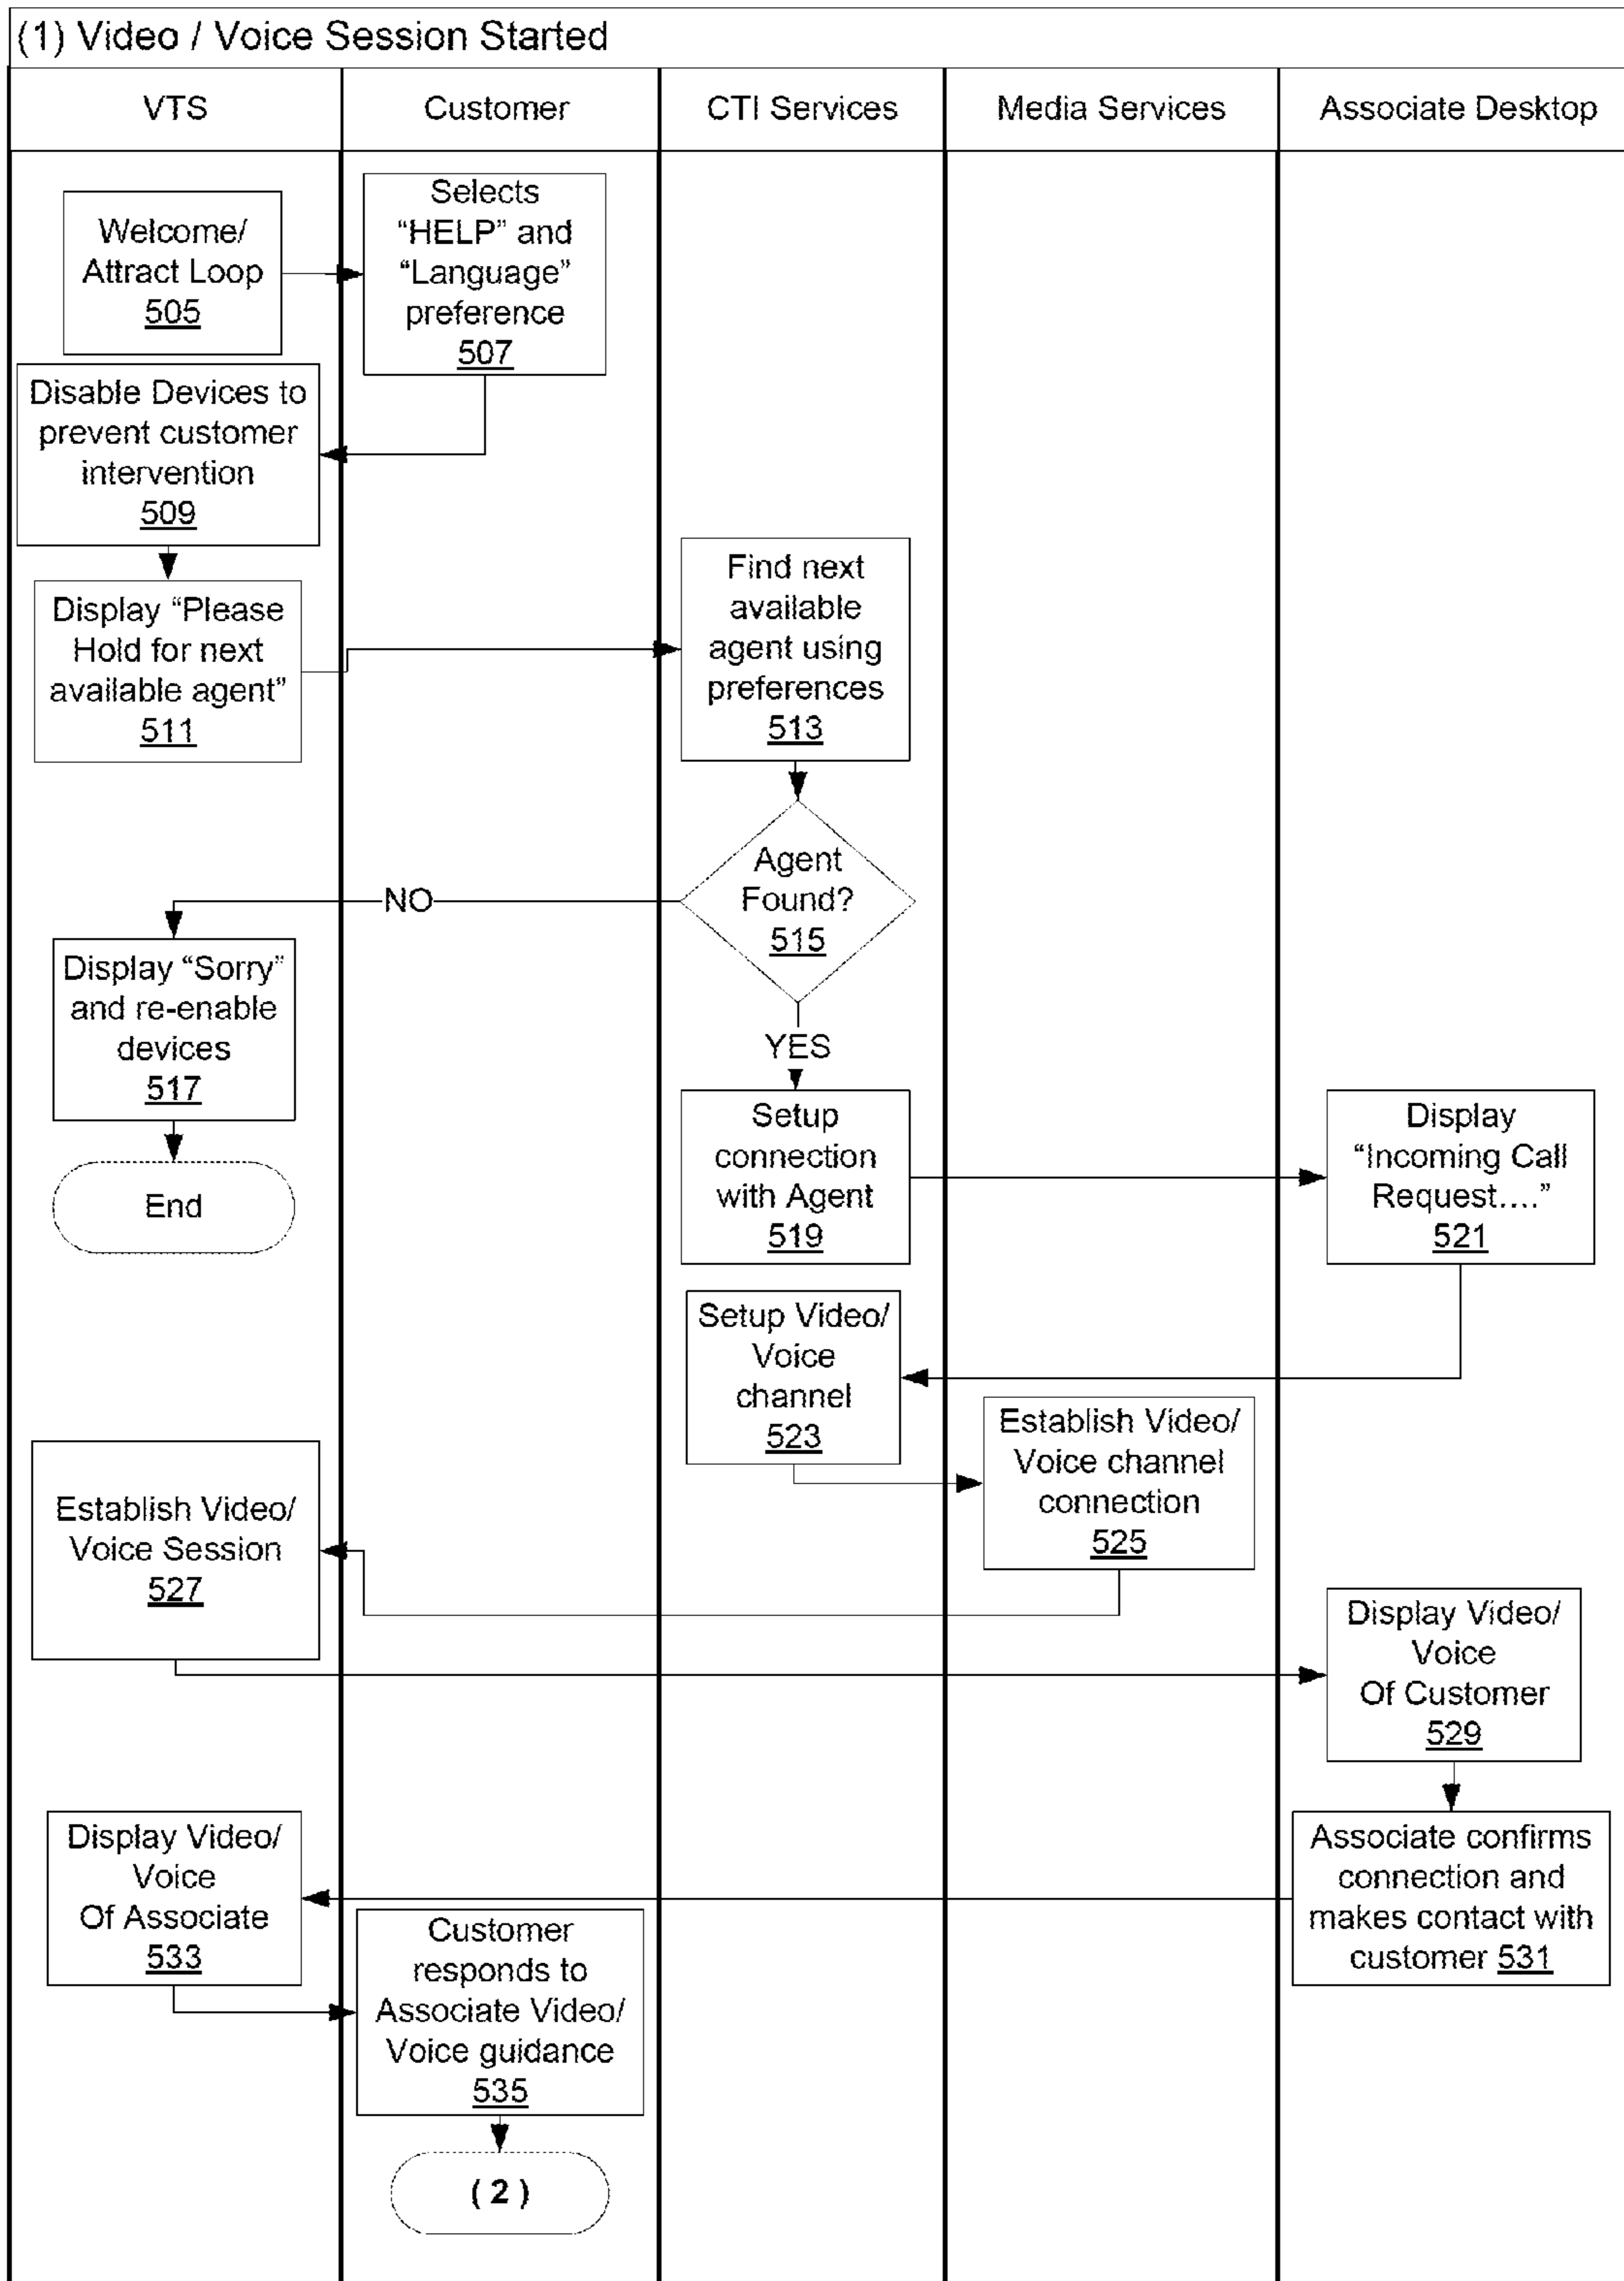 (1) Video / Voice Session Started
VTS
Customer
CTI Services
Media Services
Associate Desktop
Welcome/
Attract Loop
505
Selects
“HELP” and
“Language”
preference
507
Disable Devices to
prevent customer
intervention
509
Display “Please
Hold for next
available agent”
511
Find next
available
agent using
preferences
513
Agent
Found?
515
NO
YES
Display “Sorry”
and re-enable
devices
517
End
Setup
connection
with Agent
519
Display
“Incoming Call
Request....”
521
Setup Video/
Voice
channel
523
Establish Video/
Voice channel
connection
525
Establish Video/
Voice Session
527
Display Video/
Voice
Of Customer
529
Associate confirms
connection and
makes contact with
customer 531
Display Video/
Voice
Of Associate
533
Customer
responds to
Associate Video/
Voice guidance
535
( 2 )